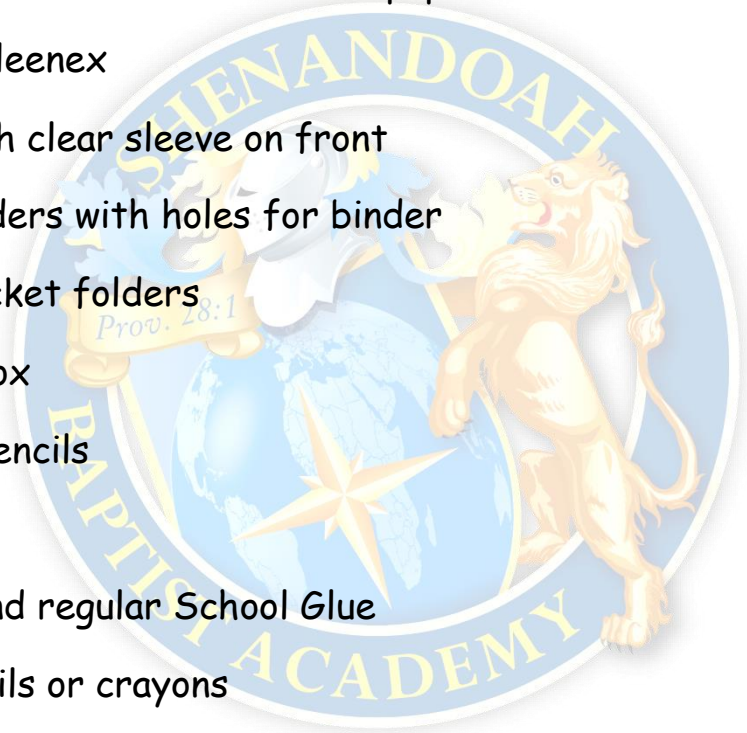 leenex
h clear sleeve on front
ders with holes for binder
cket folders
ox
encils
nd regular School Glue
ils or crayons
SHENANDOAH
Prov. 28:1
BAPTIST ACADEMY